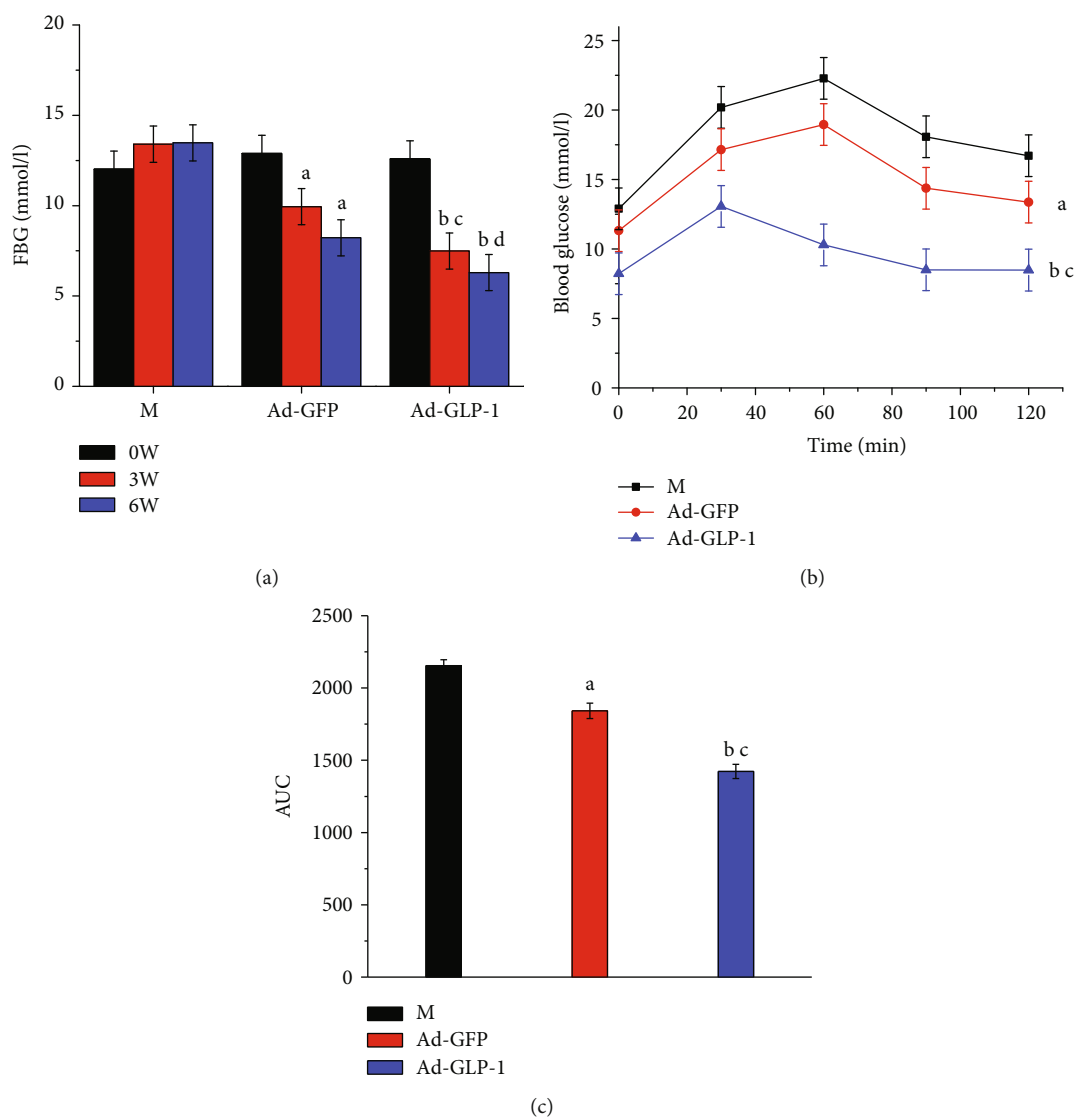 20
15
10
5
0
FBG (mmol/l)
a
a
b c
b d
M
Ad-GFP
Ad-GLP-1
0W
3W
6W
(a)
25
20
15
10
5
0
Blood glucose (mmol/l)
a
b c
0
20
40
60
80
100
120
Time (min)
M
Ad-GFP
Ad-GLP-1
(b)
2500
2000
1500
1000
500
0
AUC
a
b c
M
Ad-GFP
Ad-GLP-1
(c)